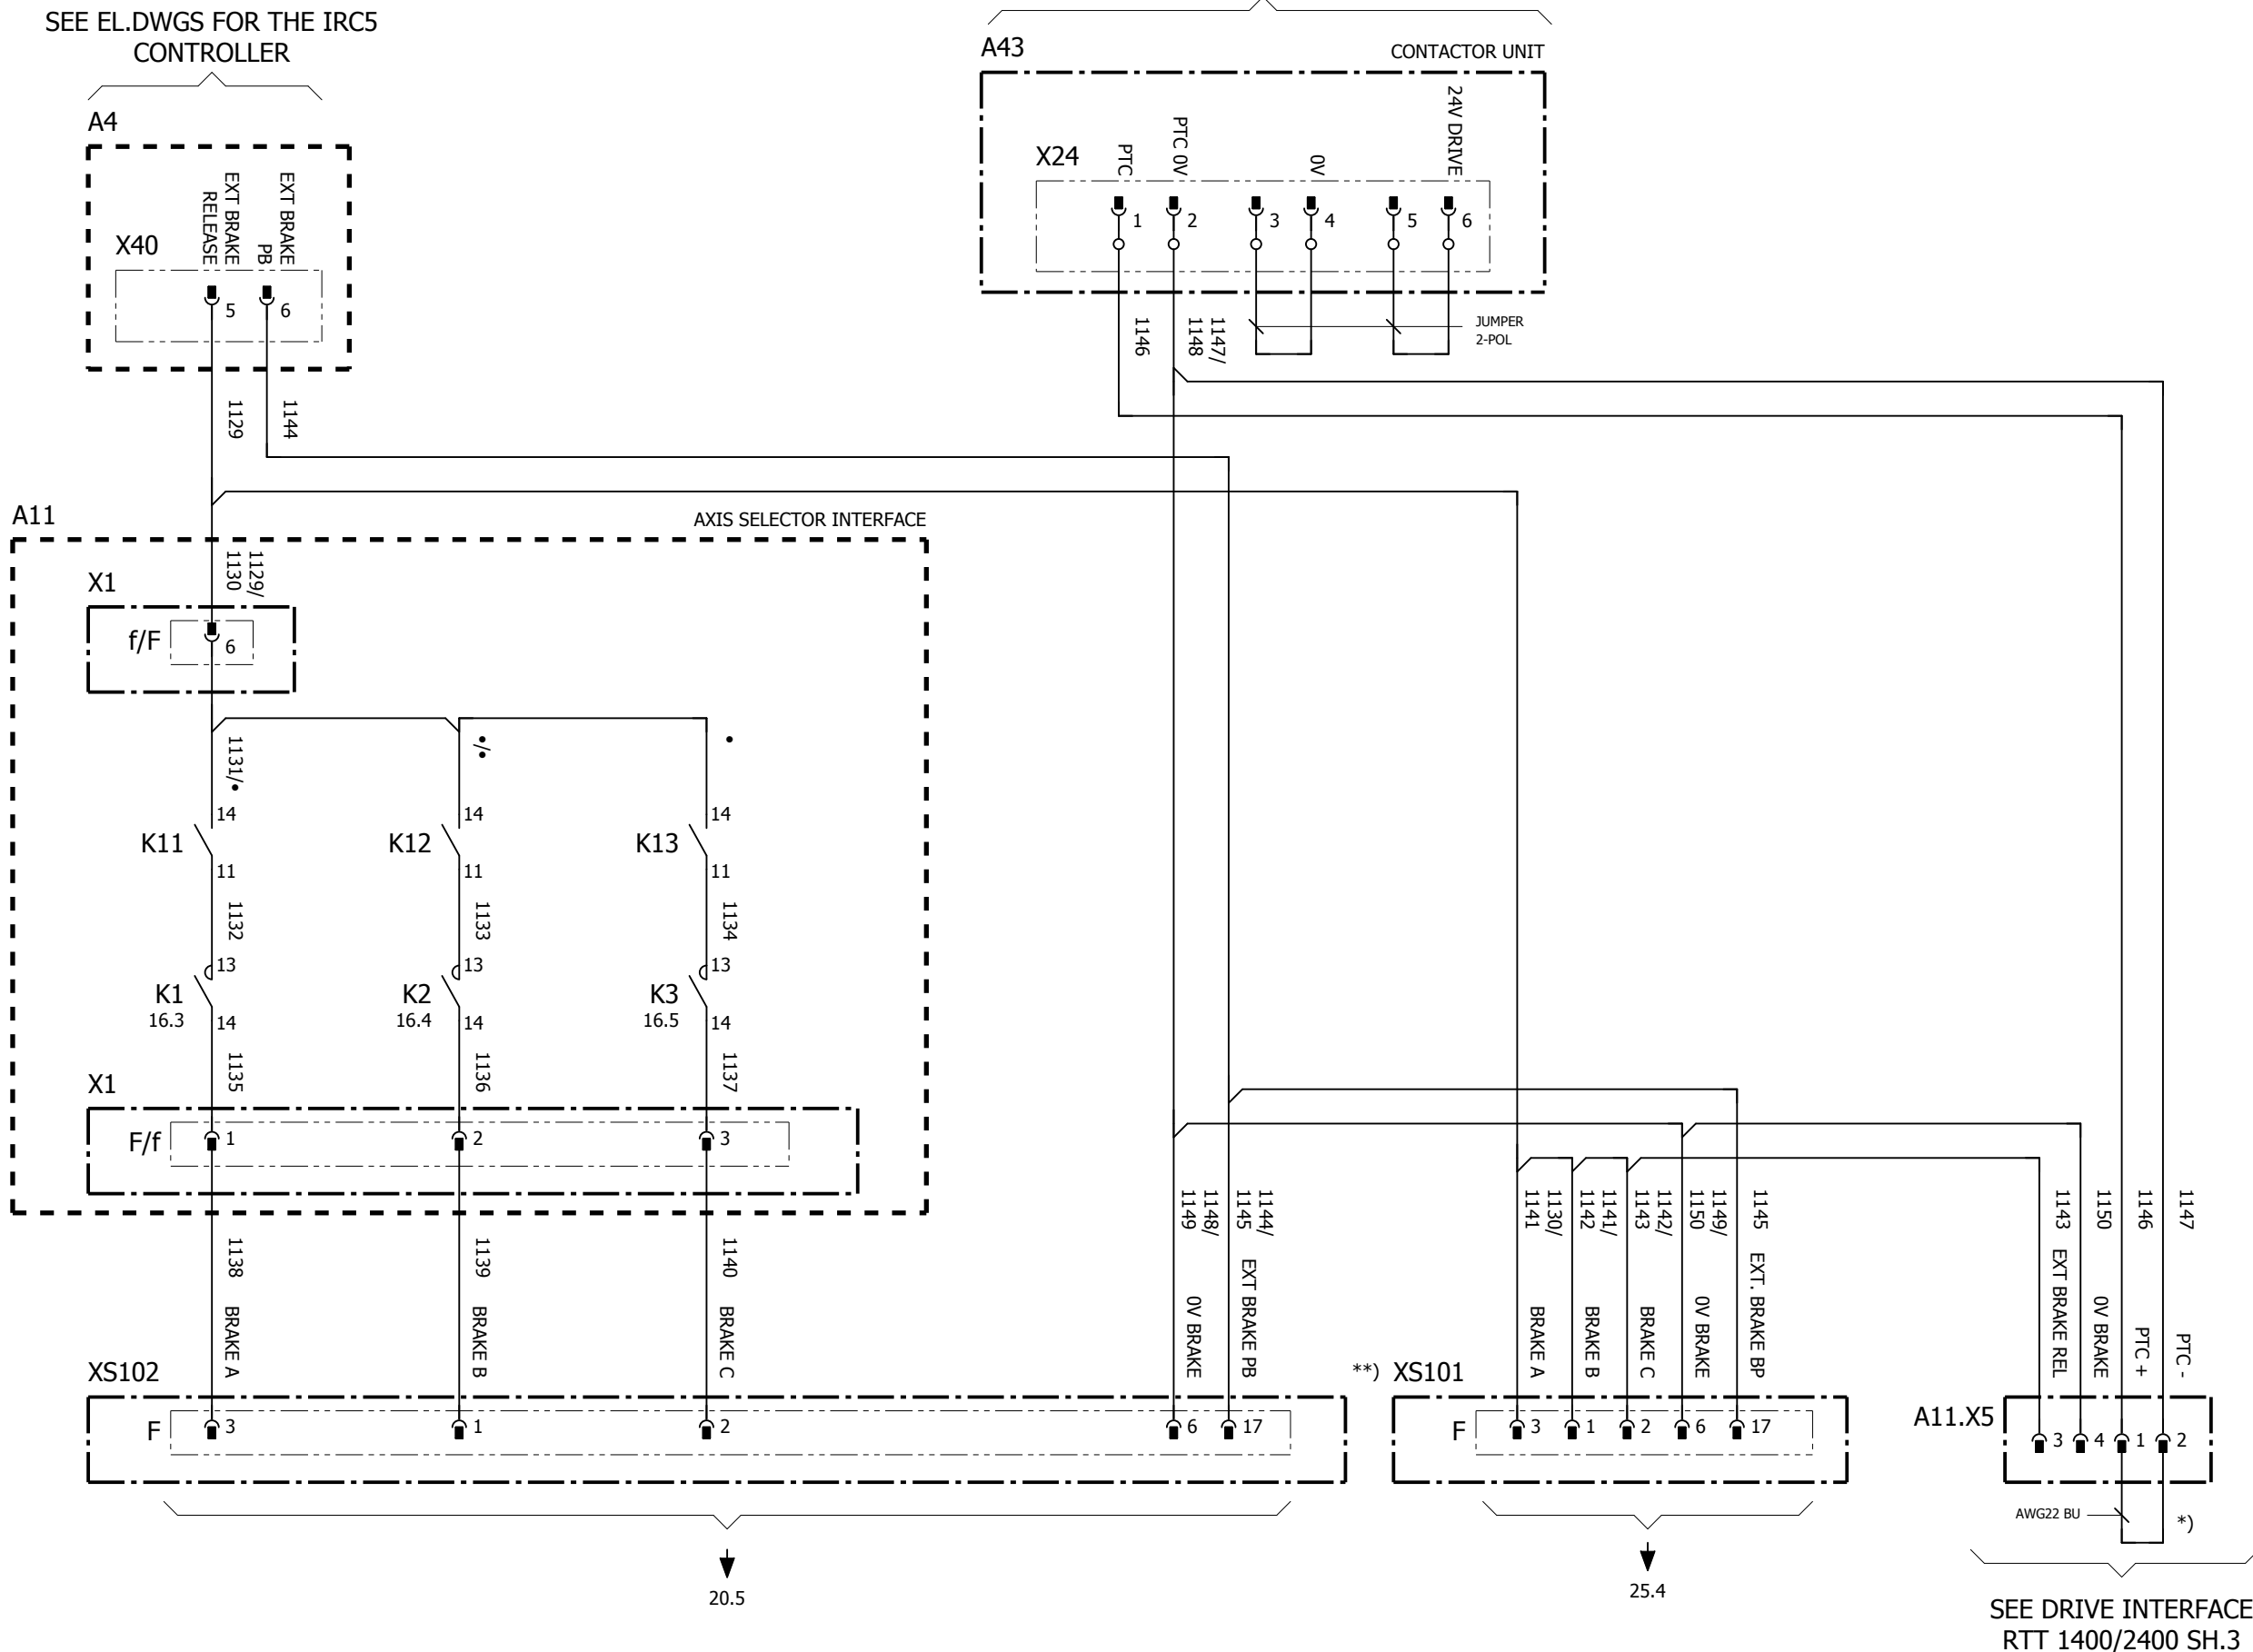 SEE EL.DWGS FOR THE IRC5
CONTROLLER
A4
EXT BRAKE
RELEASE
EXT BRAKE
PB
X40
5
6
1129
1144
A43
CONTACTOR UNIT
X24
PTC
PTC 0V
0V
24V DRIVE
1
2
3
4
5
6
1146
1147/
1148
JUMPER
2-POL
A11
AXIS SELECTOR INTERFACE
1129/
1130
X1
f/F
6
1131/•
•/•
•
14
14
14
K11
K12
K13
11
11
11
1132
1133
1134
13
13
13
K1
16.3
K2
16.4
K3
16.5
14
14
14
1135
1136
1137
X1
F/f
1
2
3
1138
BRAKE A
1139
BRAKE B
1140
BRAKE C
1148/
1149
0V BRAKE
1144/
1145
EXT BRAKE PB
1130/
1141
BRAKE A
1141/
1142
BRAKE B
1142/
1143
BRAKE C
1149/
1150
0V BRAKE
1145
EXT. BRAKE BP
1143
EXT BRAKE REL
1150
0V BRAKE
1146
PTC +
1147
PTC -
XS102
F
3
1
2
6
17
**) XS101
F
3
1
2
6
17
A11.X5
3
4
1
2
AWG22 BU
*)
20.5
25.4
SEE DRIVE INTERFACE
RTT 1400/2400 SH.3